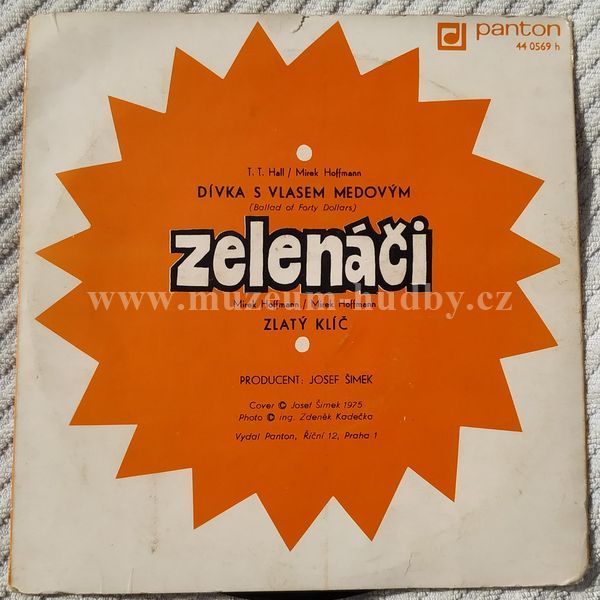 panton
44 0569 h
T. T. Hall / Mirek Hoffmann
DÍVKA S VLASEM MEDOVÝM
(Ballad of Forty Dollars)
zelenáči
Mirek Hoffmann / Mirek Hoffmann
ZLATÝ KLÍČ
PRODUCENT: JOSEF ŠIMEK
Cover © Josef Šimek 1975
Photo © ing. Zdeněk Kadečka
Vydal Panton, Říční 12, Praha 1